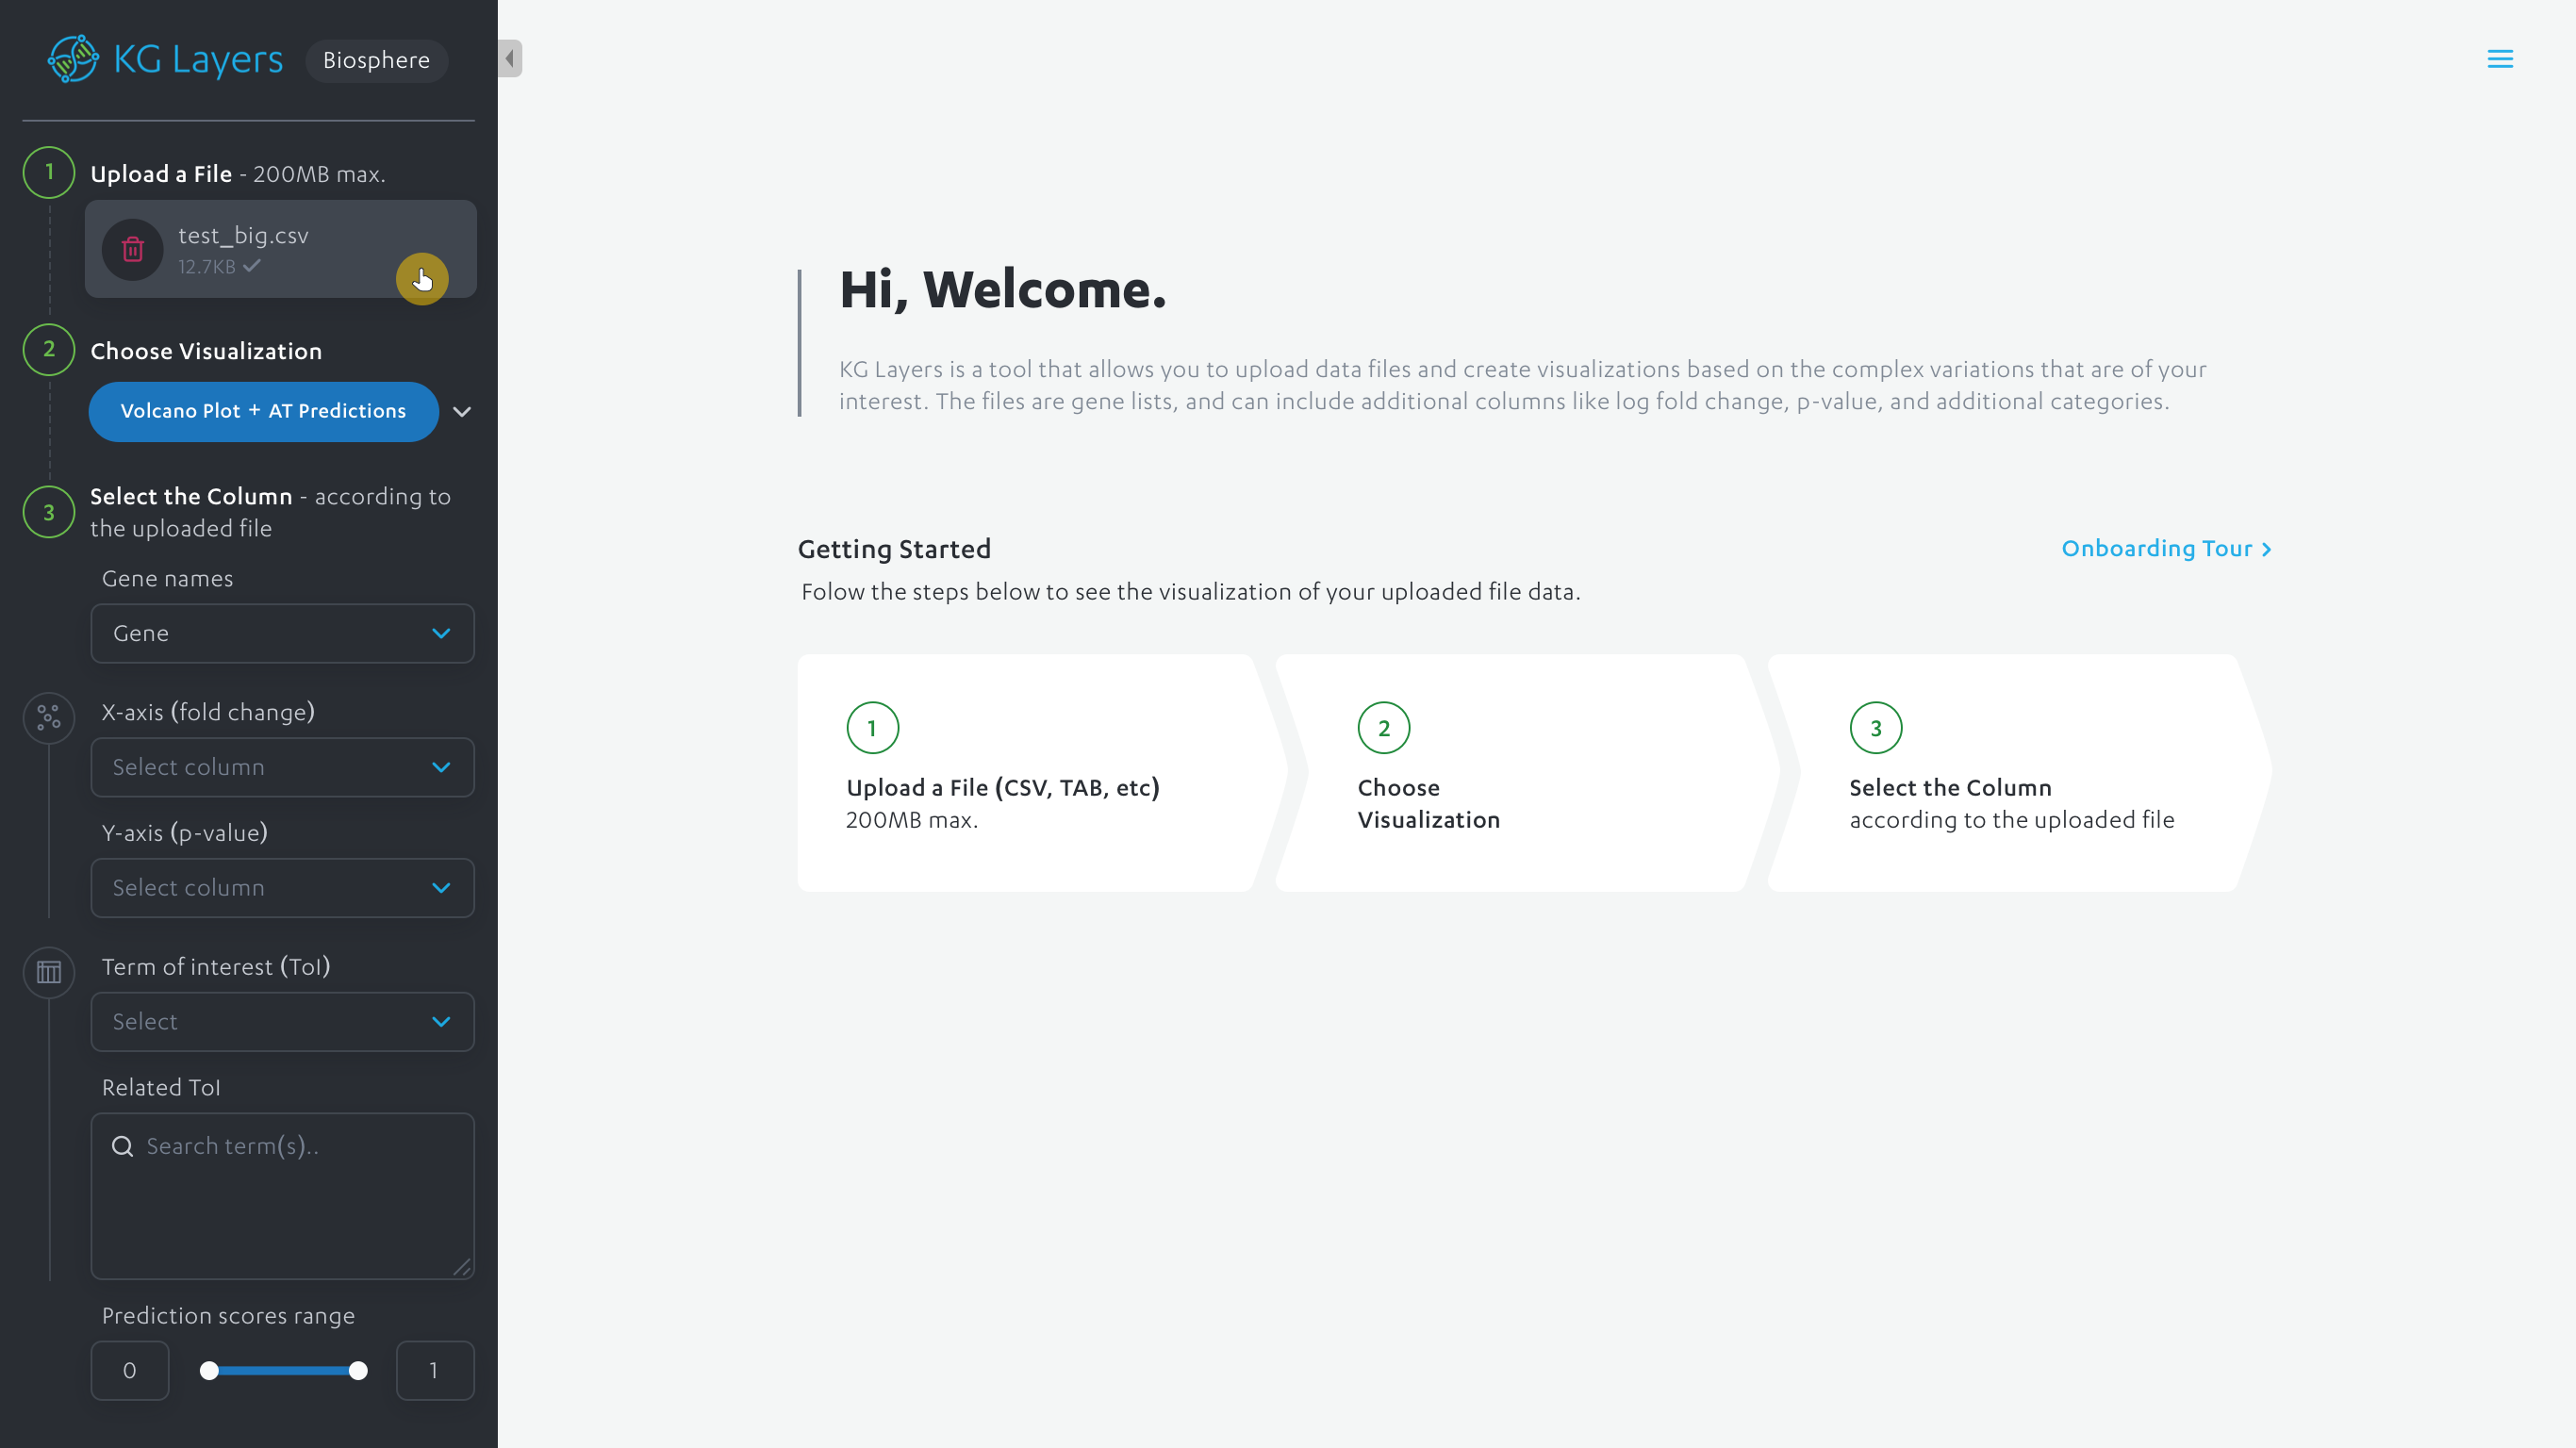 KG Layers
Biosphere
1
Upload a File - 200MB max.
test_big.csv
12.7KB
2
Choose Visualization
Volcano Plot + AT Predictions
3
Select the Column - according to
the uploaded file
Gene names
Gene
X-axis (fold change)
Select column
Y-axis (p-value)
Select column
Term of interest (ToI)
Select
Related ToI
Search term(s)..
Prediction scores range
0
1
Hi, Welcome.
KG Layers is a tool that allows you to upload data files and create visualizations based on the complex variations that are of your
interest. The files are gene lists, and can include additional columns like log fold change, p-value, and additional categories.
Getting Started
Onboarding Tour
Folow the steps below to see the visualization of your uploaded file data.
1
Upload a File (CSV, TAB, etc)
200MB max.
2
Choose
Visualization
3
Select the Column
according to the uploaded file